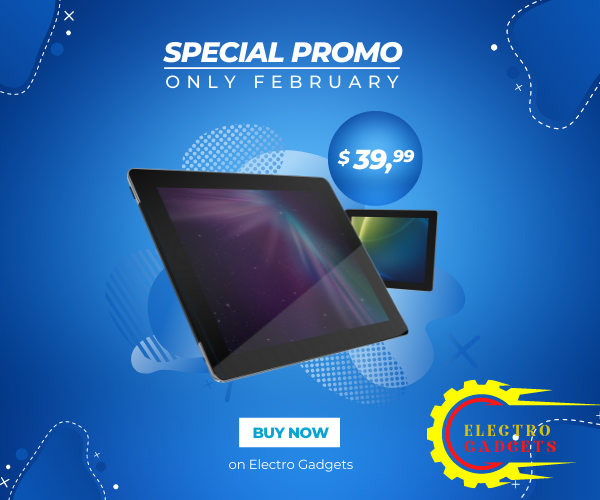 SPECIAL PROMO
ONLY FEBRUARY
$ 39,99
BUY NOW
on Electro Gadgets
ELECTRO
GADGETS